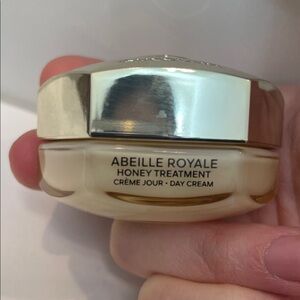 ABEILLE ROYALE
HONEY TREATMENT
CRÈME JOUR • DAY CREAM